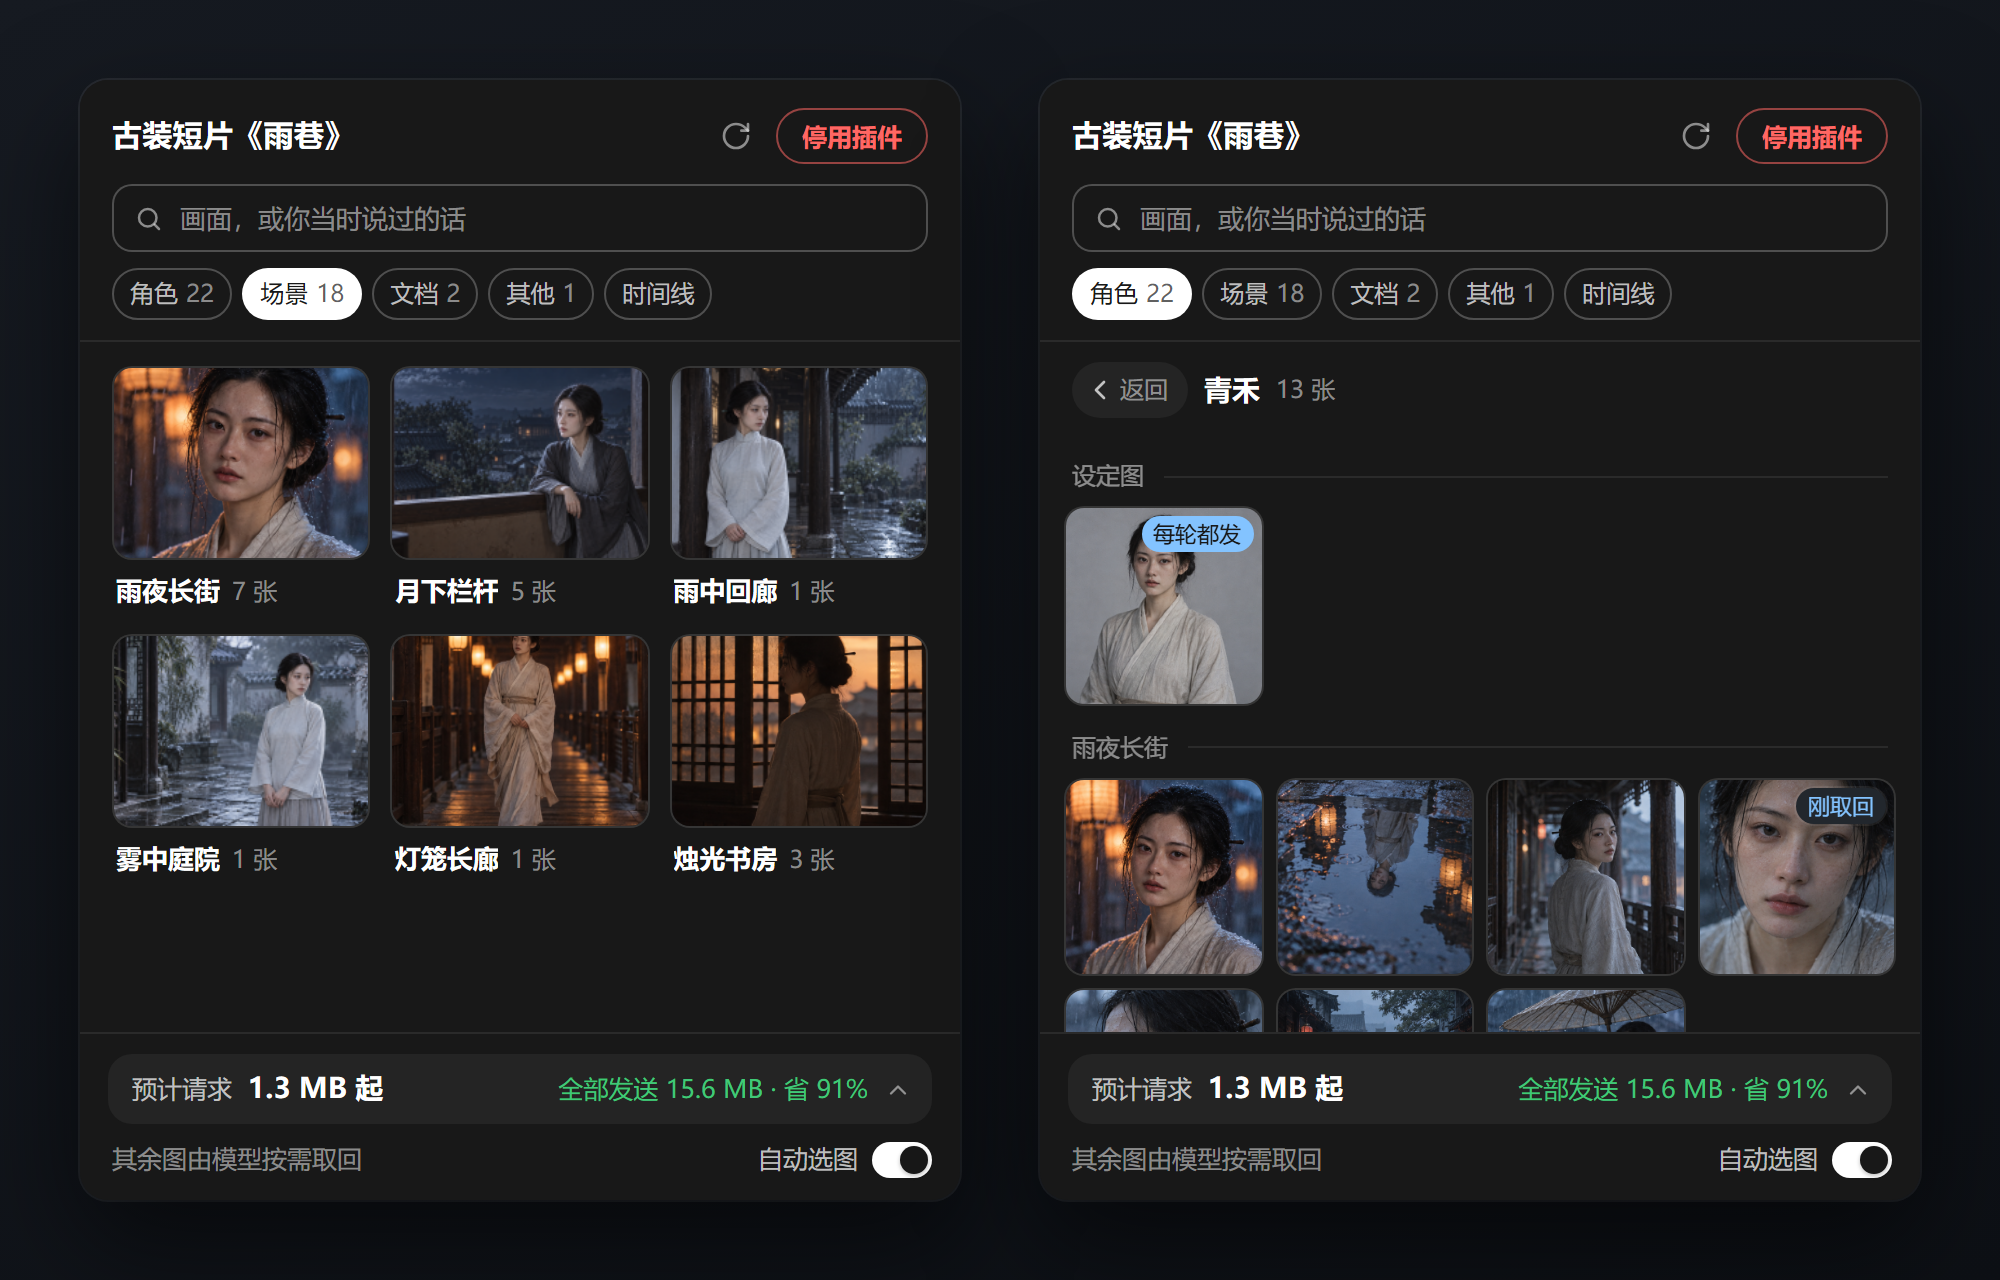 古装短片《雨巷》
停用插件
画面，或你当时说过的话
角色 22
场景 18
文档 2
其他 1
时间线
雨夜长街 7 张
月下栏杆 5 张
雨中回廊 1 张
雾中庭院 1 张
灯笼长廊 1 张
烛光书房 3 张
预计请求 1.3 MB 起
全部发送 15.6 MB · 省 91%
其余图由模型按需取回
自动选图
古装短片《雨巷》
停用插件
画面，或你当时说过的话
角色 22
场景 18
文档 2
其他 1
时间线
返回
青禾 13 张
设定图
每轮都发
雨夜长街
刚取回
预计请求 1.3 MB 起
全部发送 15.6 MB · 省 91%
其余图由模型按需取回
自动选图